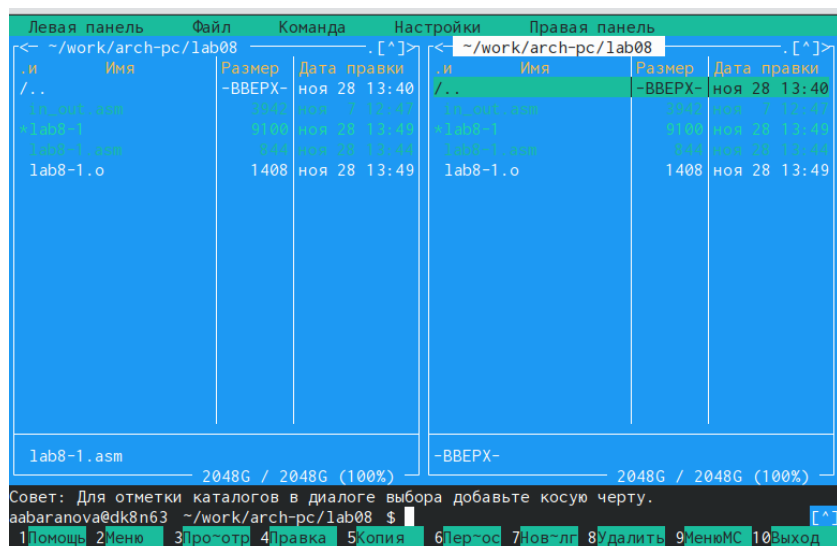 Левая панель Файл Команда Настройки Правая панель
<─ ~/work/arch-pc/lab08 ─.[^]> <─ ~/work/arch-pc/lab08 ─.[^]>
.и Имя Размер Дата правки .и Имя Размер Дата правки
/.. -ВВЕРХ- ноя 28 13:40 /.. -ВВЕРХ- ноя 28 13:40
in_out.asm 3942 ноя 7 12:47 in_out.asm 3942 ноя 7 12:47
*lab8-1 9100 ноя 28 13:49 *lab8-1 9100 ноя 28 13:49
lab8-1.asm 844 ноя 28 13:44 lab8-1.asm 844 ноя 28 13:44
lab8-1.o 1408 ноя 28 13:49 lab8-1.o 1408 ноя 28 13:49
lab8-1.asm -ВВЕРХ-
2048G / 2048G (100%) 2048G / 2048G (100%)
Совет: Для отметки каталогов в диалоге выбора добавьте косую черту.
aabaranova@dk8n63 ~/work/arch-pc/lab08 $ [^]
1Помощь 2Меню 3Про~отр 4Правка 5Копия 6Пер~ос 7Нов~лг 8Удалить 9МенюMC 10Выход